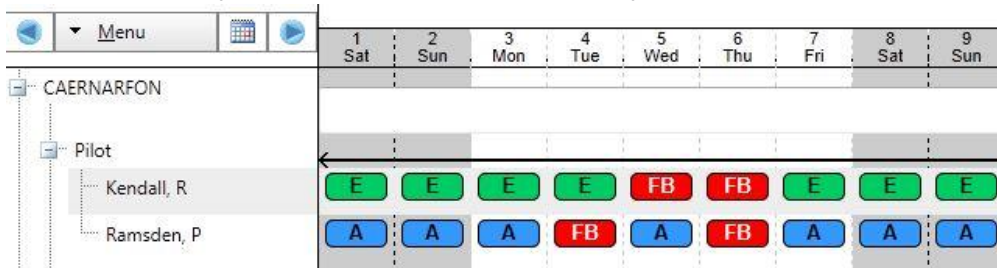 Menu
1 2 3 4 5 6 7 8 9
Sat Sun Mon Tue Wed Thu Fri Sat Sun
CAERNARFON
Pilot
Kendall, R E E E E FB FB E E E
Ramsden, P A A A FB A FB A A A